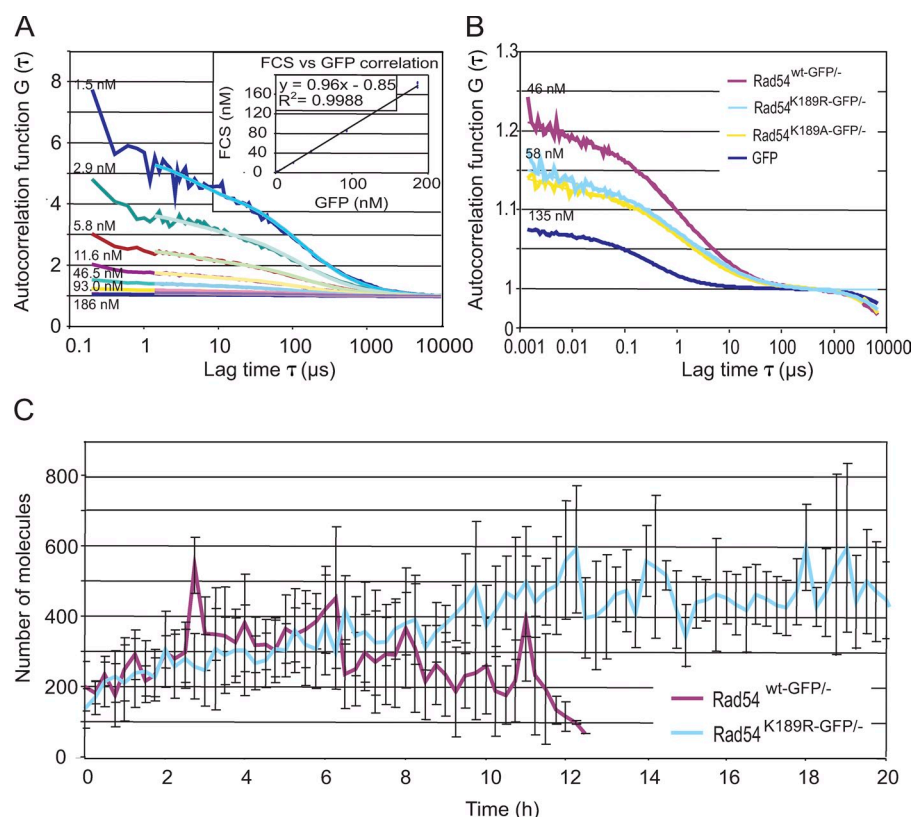 A
Autocorrelation function G (τ)
9
8
6
4
2
1
0
1.5 nM
2.9 nM
5.8 nM
11.6 nM
46.5 nM
93.0 nM
186 nM
FCS vs GFP correlation
y = 0.96x - 0.85
R² = 0.9988
FCS (nM)
160
120
80
40
0
0
100
200
GFP (nM)
0.1
1
10
100
1000
10000
Lag time τ (µs)
B
Autocorrelation function G (τ)
1.3
1.2
1.1
1
0
46 nM
58 nM
135 nM
Rad54wt-GFP/-
Rad54K189R-GFP/-
Rad54K189A-GFP/-
GFP
0.001
0.01
0.1
1
10
100
1000
10000
Lag time τ (µs)
C
Number of molecules
800
600
400
200
0
Rad54wt-GFP/-
Rad54K189R-GFP/-
0
2
4
6
8
10
12
14
16
18
20
Time (h)